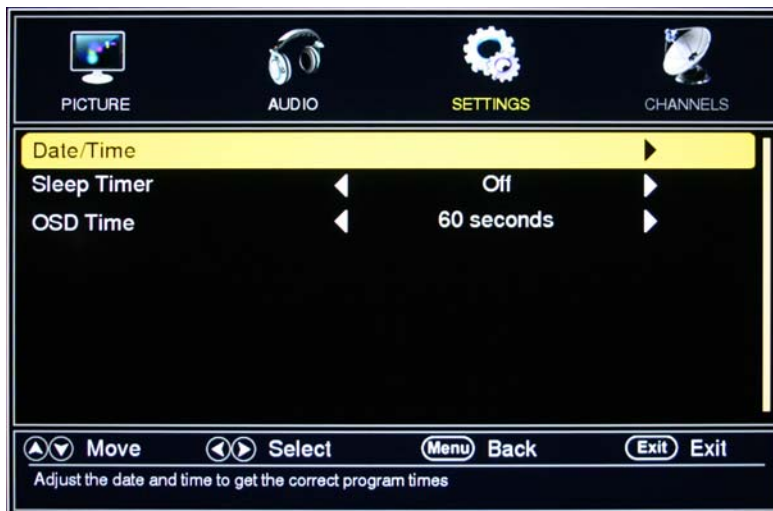 PICTURE AUDIO SETTINGS CHANNELS
Date/Time
Sleep Timer Off
OSD Time 60 seconds
Move Select Menu Back Exit Exit
Adjust the date and time to get the correct program times